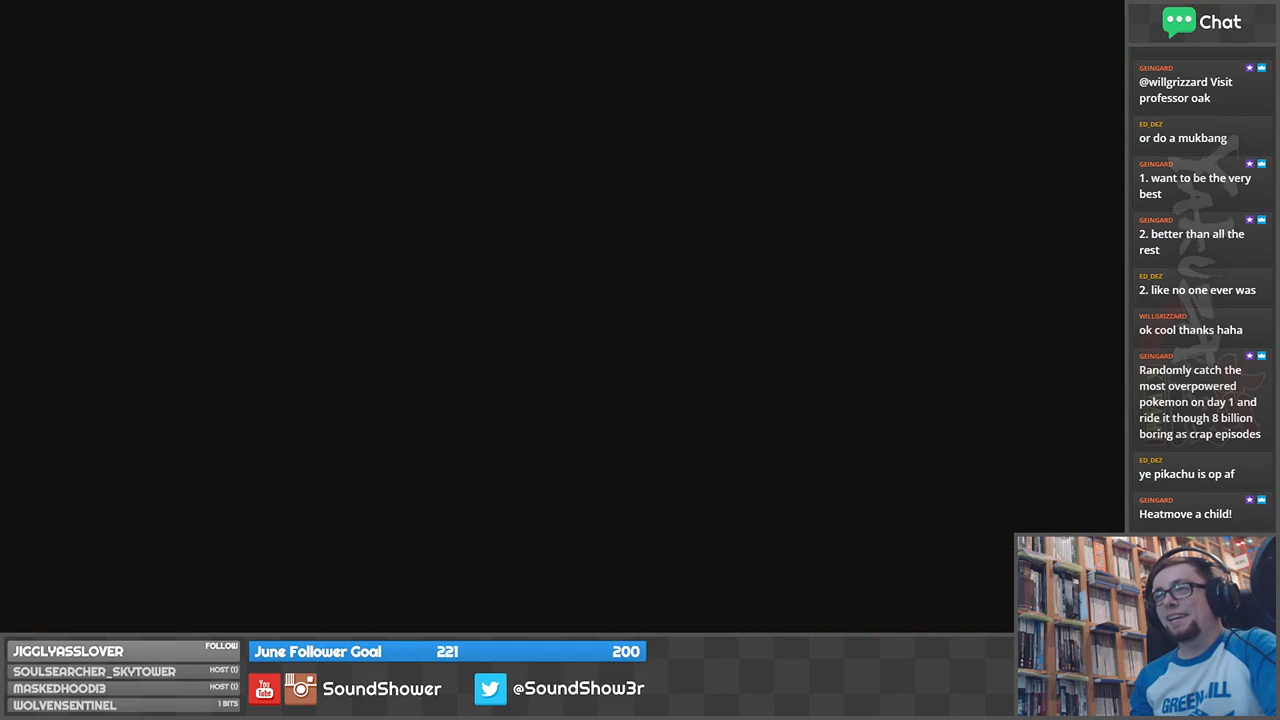 Chat
GEINGARD
@willgrizzard Visit
professor oak
ED_DEZ
or do a mukbang
GEINGARD
1. want to be the very
best
GEINGARD
2. better than all the
rest
ED_DEZ
2. like no one ever was
WILLGRIZZARD
ok cool thanks haha
GEINGARD
Randomly catch the
most overpowered
pokemon on day 1 and
ride it though 8 billion
boring as crap episodes
ED_DEZ
ye pikachu is op af
GEINGARD
Heatmove a child!
YAKUZA
JIGGLYASSLOVER FOLLOW
SOULSEARCHER_SKYTOWER HOST (1)
MASKEDHOODI3 HOST (1)
WOLVENSENTINEL 1 BITS
June Follower Goal 221 200
You Tube SoundShower @SoundShow3r